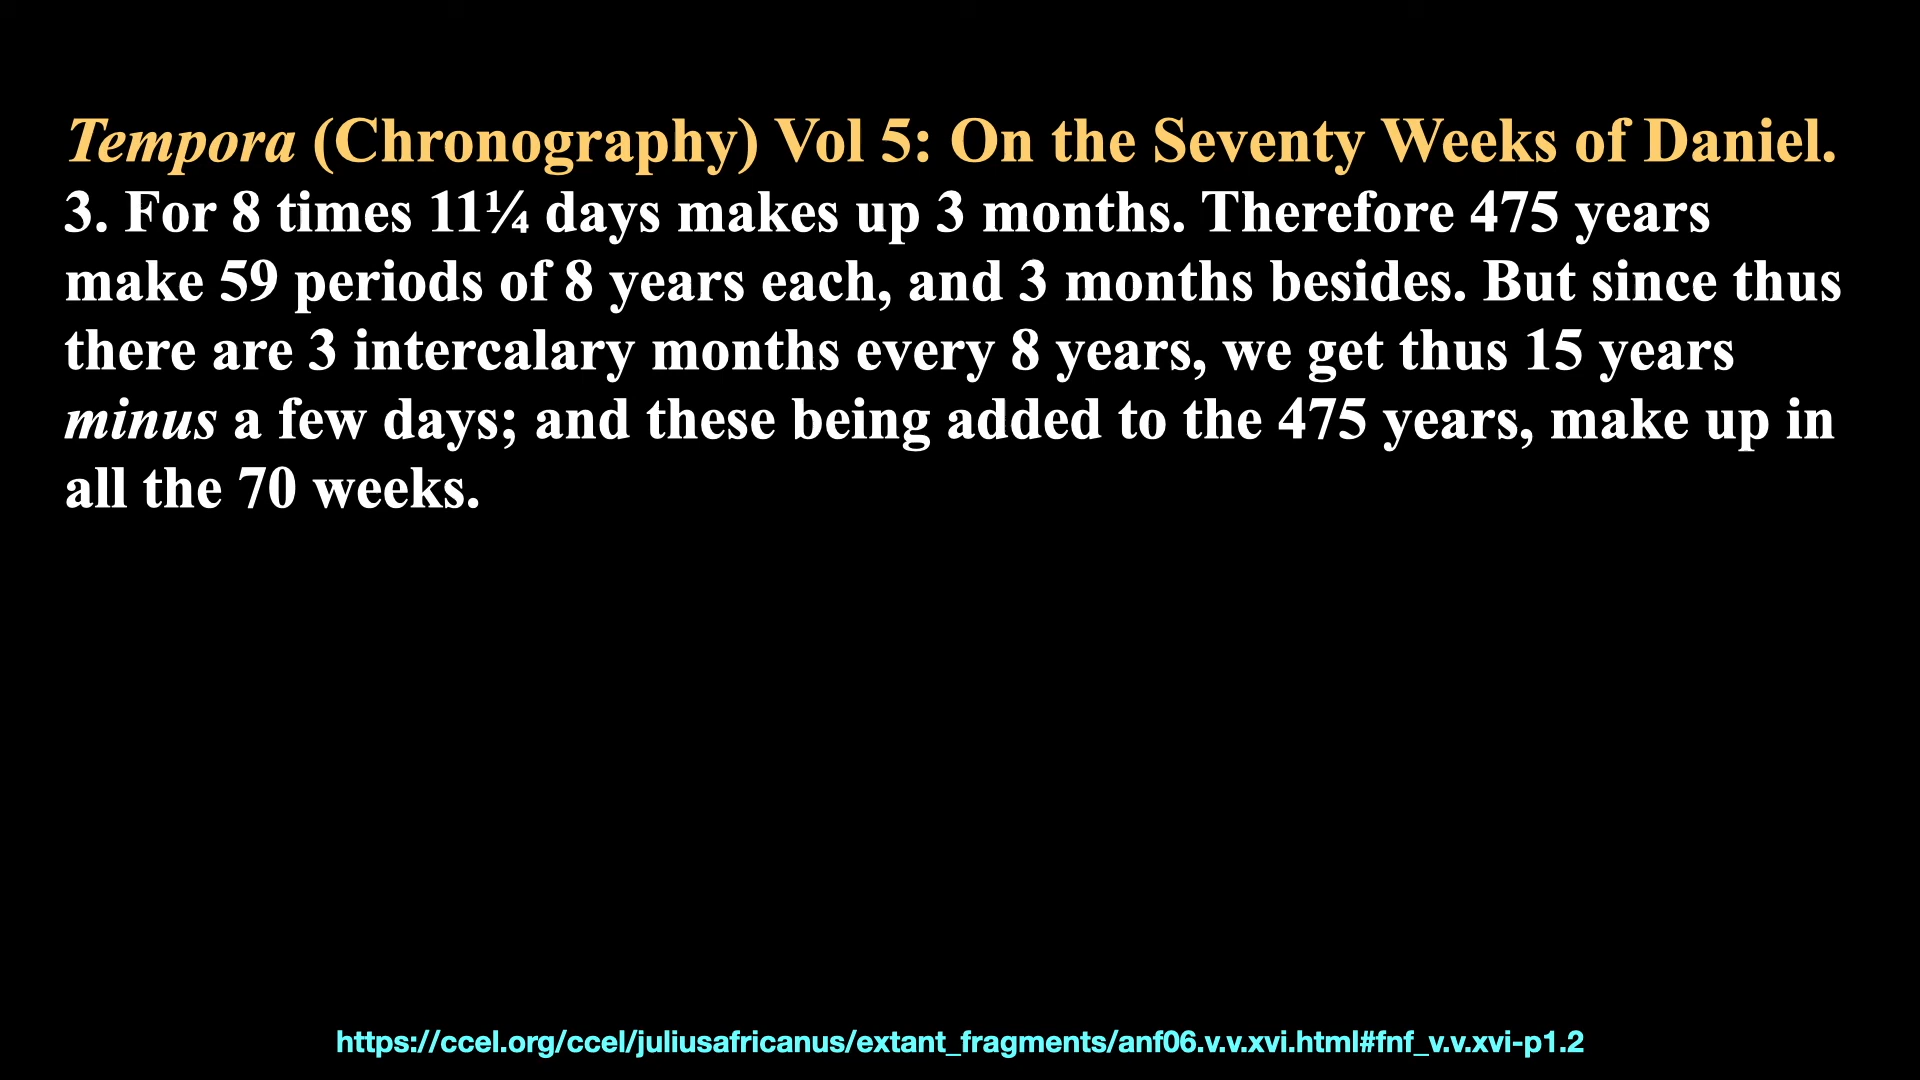 Tempora (Chronography) Vol 5: On the Seventy Weeks of Daniel.
3. For 8 times 11¼ days makes up 3 months. Therefore 475 years
make 59 periods of 8 years each, and 3 months besides. But since thus
there are 3 intercalary months every 8 years, we get thus 15 years
minus a few days; and these being added to the 475 years, make up in
all the 70 weeks.
https://ccel.org/ccel/juliusafricanus/extant_fragments/anf06.v.v.xvi.html#fnf_v.v.xvi-p1.2